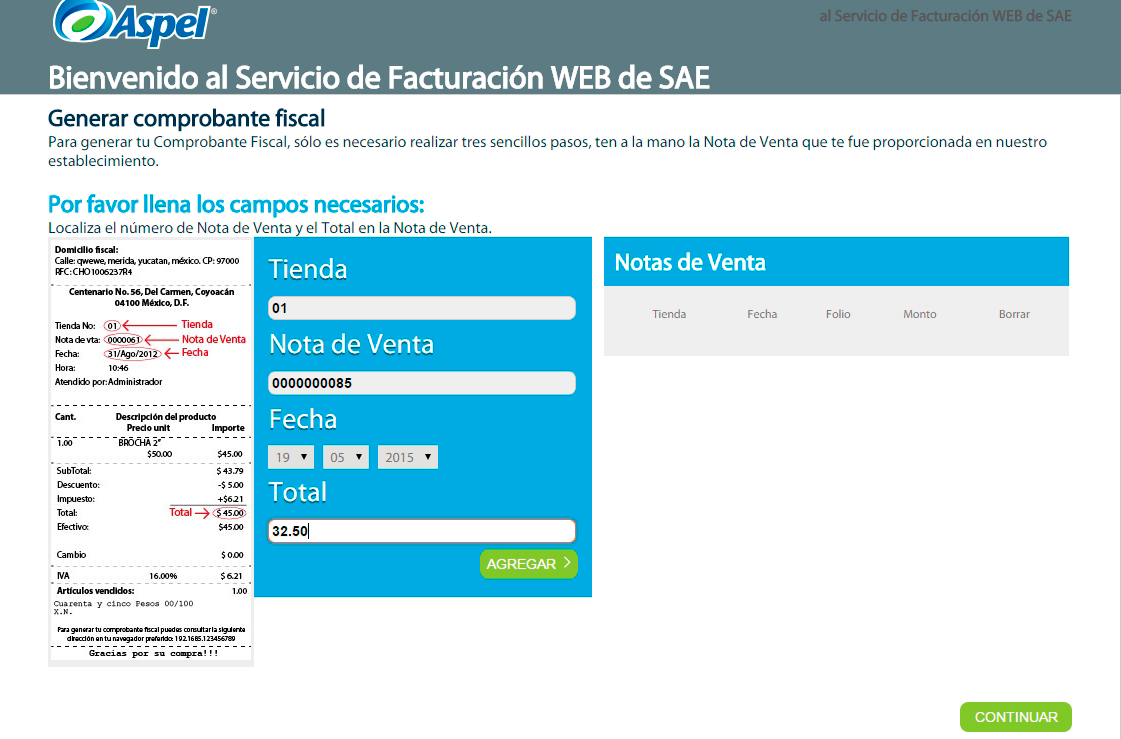 Aspel®
al Servicio de Facturación WEB de SAE
Bienvenido al Servicio de Facturación WEB de SAE
Generar comprobante fiscal
Para generar tu Comprobante Fiscal, sólo es necesario realizar tres sencillos pasos, ten a la mano la Nota de Venta que te fue proporcionada en nuestro
establecimiento.
Por favor llena los campos necesarios:
Localiza el número de Nota de Venta y el Total en la Nota de Venta.
Domicilio fiscal:
Calle: qwewe, merida, yucatan, méxico. CP: 97000
RFC: CHO1006237R4
Centenario No. 56, Del Carmen, Coyoacán
04100 México, D.F.
Tienda No: 01 Tienda
Nota de vta: 0000061 Nota de Venta
Fecha: 31/Ago/2012 Fecha
Hora: 10:46
Atendido por: Administrador
Cant. Descripción del producto
Precio unit Importe
1.00 BROCHA 2"
$50.00 $45.00
SubTotal: $ 43.79
Descuento: -$ 5.00
Impuesto: +$6.21
Total: Total $ 45.00
Efectivo: $45.00
Cambio $ 0.00
IVA 16.00% $ 6.21
Artículos vendidos: 1.00
Cuarenta y cinco Pesos 00/100
X.N.
Para generar tu comprobante fiscal puedes consultar la siguiente
dirección en tu navegador preferido: 192.1685.123456789
Gracias por su compra!!!
Tienda
01
Nota de Venta
0000000085
Fecha
19 05 2015
Total
32.50
AGREGAR
Notas de Venta
Tienda Fecha Folio Monto Borrar
CONTINUAR